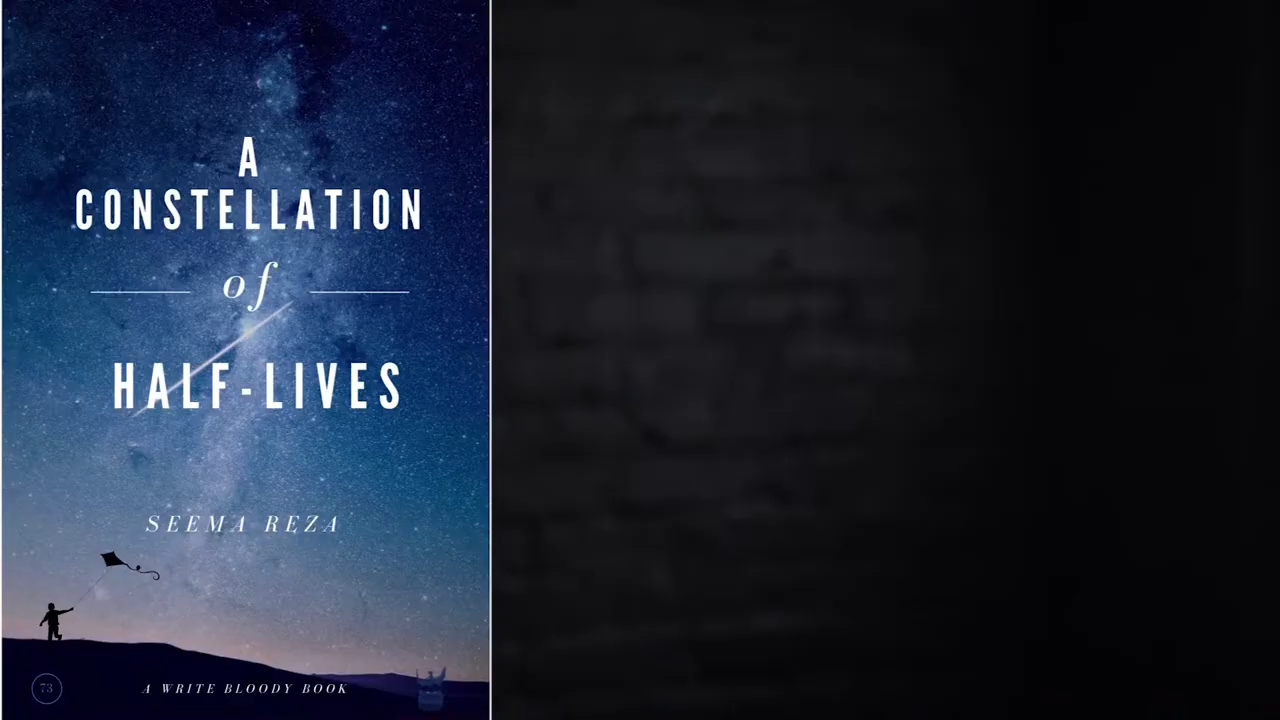 A
CONSTELLATION
of
HALF-LIVES
SEEMA REZA
73
A WRITE BLOODY BOOK